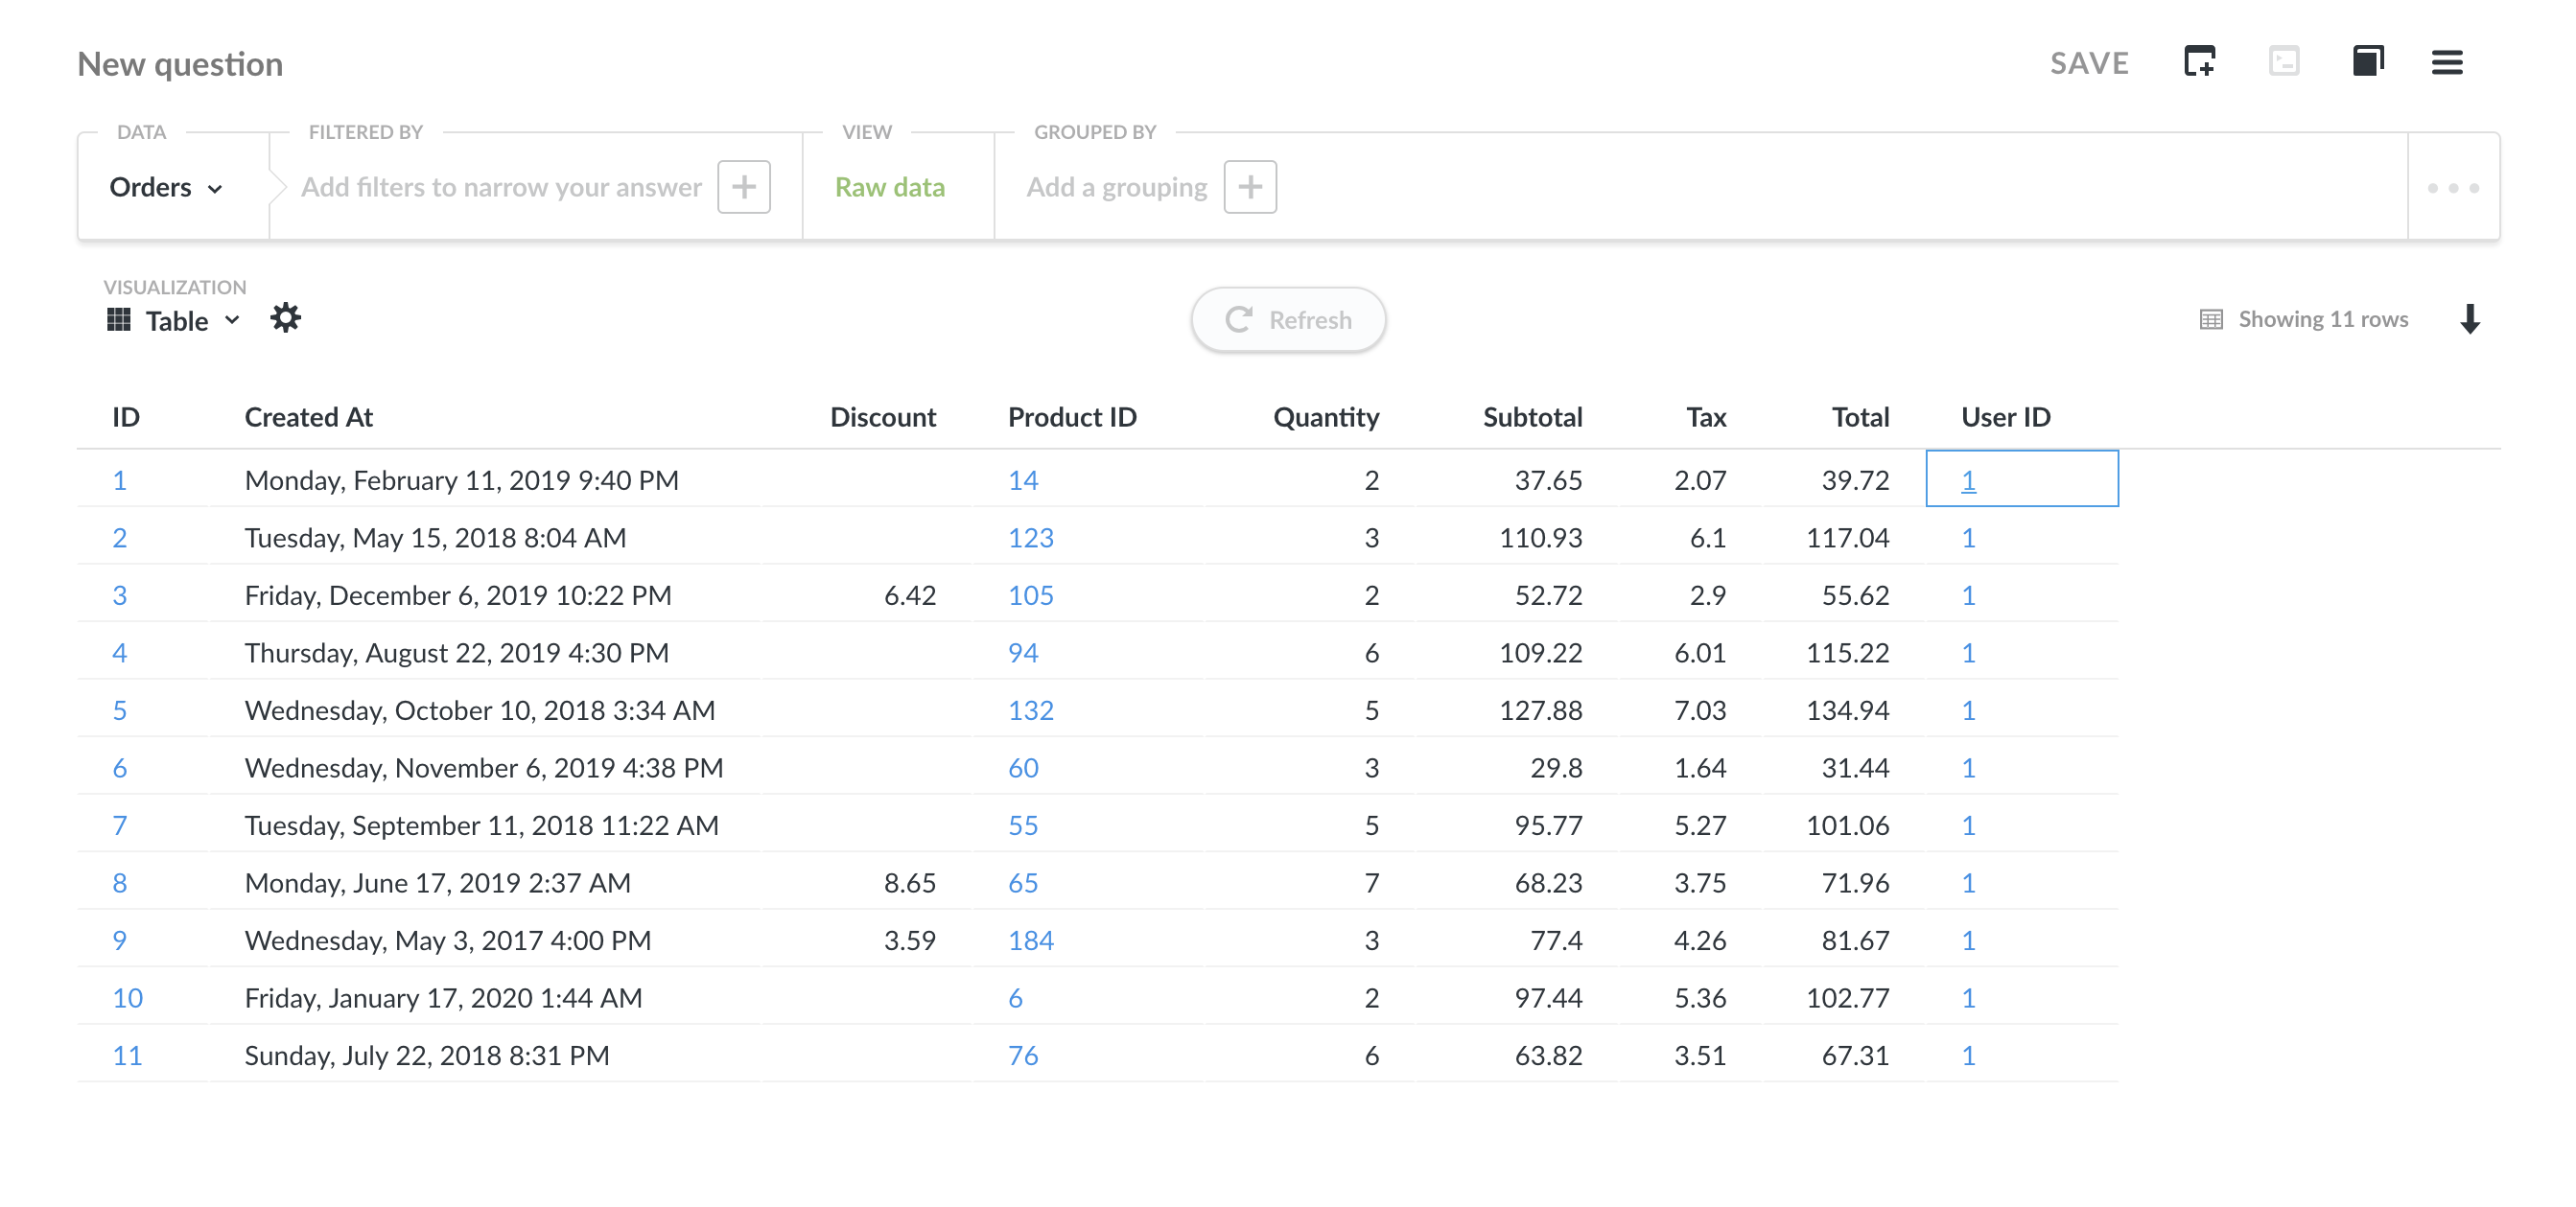 New question SAVE
DATA FILTERED BY VIEW GROUPED BY
Orders Add filters to narrow your answer Raw data Add a grouping
VISUALIZATION
Table Refresh Showing 11 rows
ID Created At Discount Product ID Quantity Subtotal Tax Total User ID
1 Monday, February 11, 2019 9:40 PM 14 2 37.65 2.07 39.72 1
2 Tuesday, May 15, 2018 8:04 AM 123 3 110.93 6.1 117.04 1
3 Friday, December 6, 2019 10:22 PM 6.42 105 2 52.72 2.9 55.62 1
4 Thursday, August 22, 2019 4:30 PM 94 6 109.22 6.01 115.22 1
5 Wednesday, October 10, 2018 3:34 AM 132 5 127.88 7.03 134.94 1
6 Wednesday, November 6, 2019 4:38 PM 60 3 29.8 1.64 31.44 1
7 Tuesday, September 11, 2018 11:22 AM 55 5 95.77 5.27 101.06 1
8 Monday, June 17, 2019 2:37 AM 8.65 65 7 68.23 3.75 71.96 1
9 Wednesday, May 3, 2017 4:00 PM 3.59 184 3 77.4 4.26 81.67 1
10 Friday, January 17, 2020 1:44 AM 6 2 97.44 5.36 102.77 1
11 Sunday, July 22, 2018 8:31 PM 76 6 63.82 3.51 67.31 1